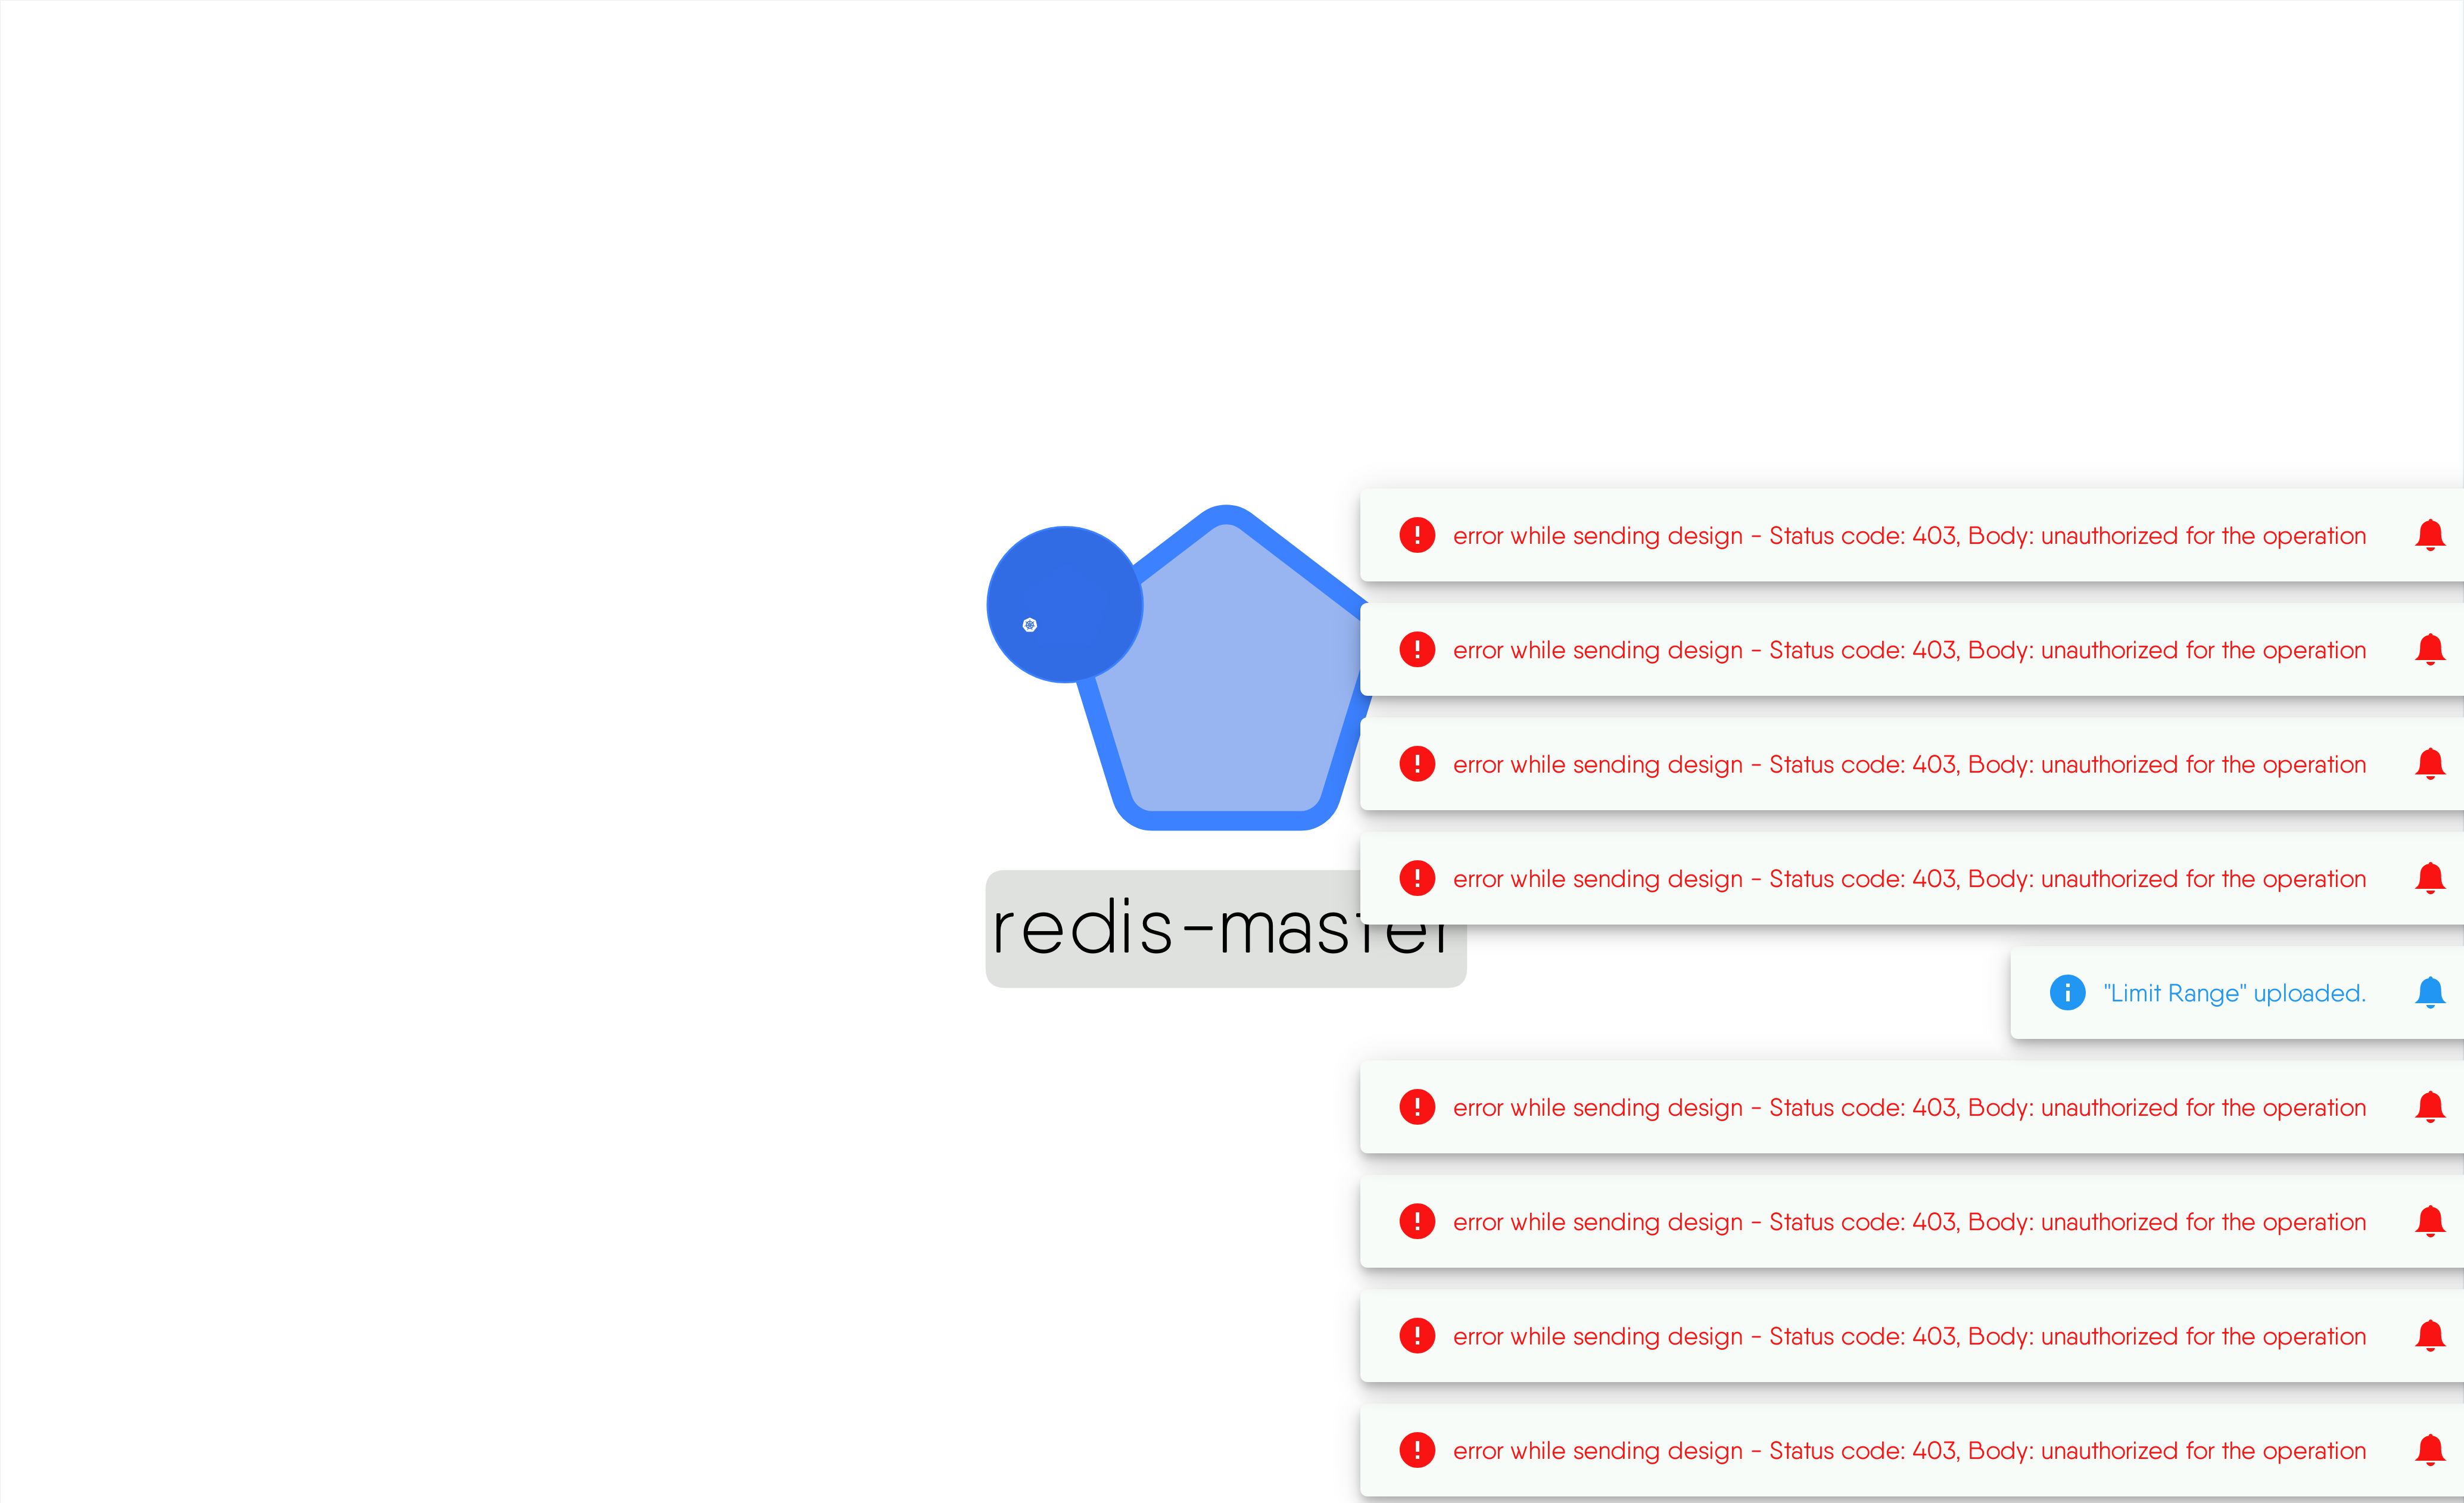 error while sending design - Status code: 403, Body: unauthorized for the operation
error while sending design - Status code: 403, Body: unauthorized for the operation
error while sending design - Status code: 403, Body: unauthorized for the operation
error while sending design - Status code: 403, Body: unauthorized for the operation
redis-master
"Limit Range" uploaded.
error while sending design - Status code: 403, Body: unauthorized for the operation
error while sending design - Status code: 403, Body: unauthorized for the operation
error while sending design - Status code: 403, Body: unauthorized for the operation
error while sending design - Status code: 403, Body: unauthorized for the operation